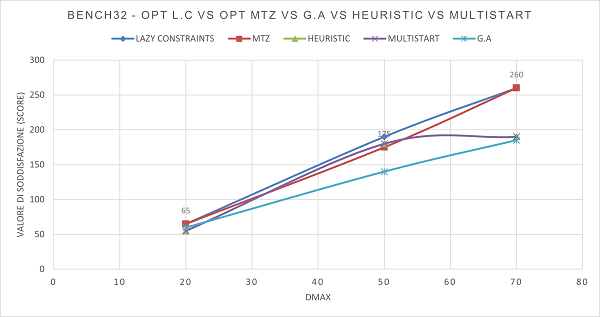 BENCH32 - OPT L.C VS OPT MTZ VS G.A VS HEURISTIC VS MULTISTART
LAZY CONSTRAINTS MTZ HEURISTIC MULTISTART G.A
VALORE DI SODDISFAZIONE (SCORE)
300
250
200
150
100
50
0
65
175
260
0 10 20 30 40 50 60 70 80
DMAX